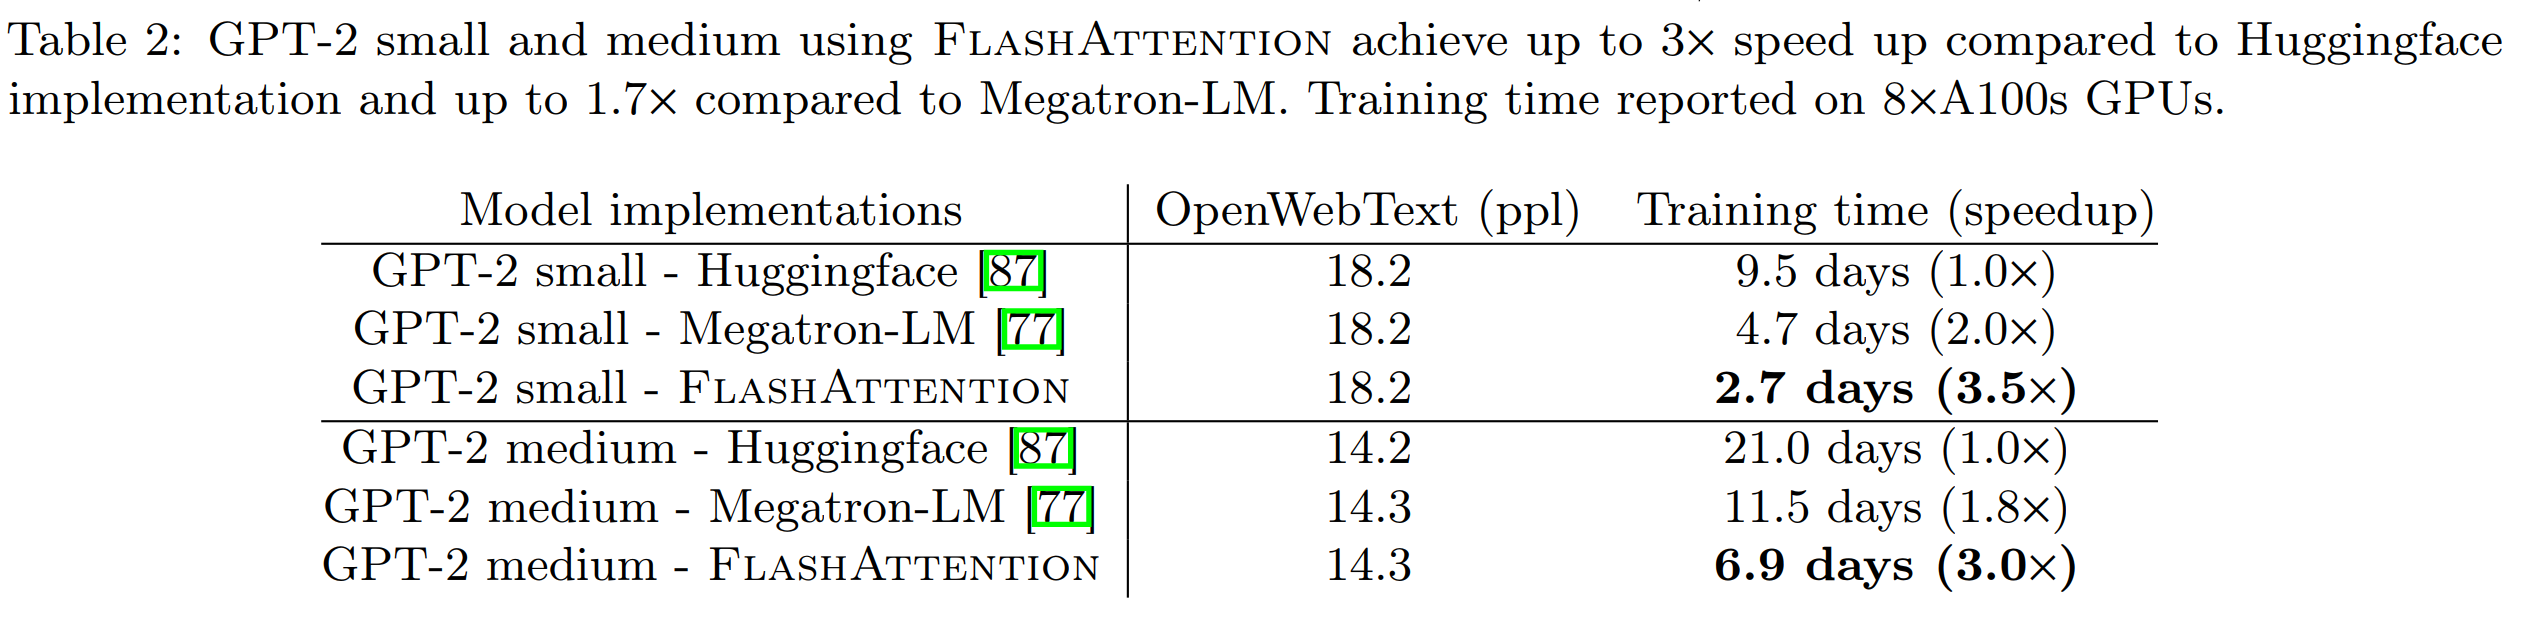 Table 2: GPT-2 small and medium using FLASHATTENTION achieve up to 3× speed up compared to Huggingface
implementation and up to 1.7× compared to Megatron-LM. Training time reported on 8×A100s GPUs.
Model implementations OpenWebText (ppl) Training time (speedup)
GPT-2 small - Huggingface [87] 18.2 9.5 days (1.0×)
GPT-2 small - Megatron-LM [77] 18.2 4.7 days (2.0×)
GPT-2 small - FLASHATTENTION 18.2 2.7 days (3.5×)
GPT-2 medium - Huggingface [87] 14.2 21.0 days (1.0×)
GPT-2 medium - Megatron-LM [77] 14.3 11.5 days (1.8×)
GPT-2 medium - FLASHATTENTION 14.3 6.9 days (3.0×)